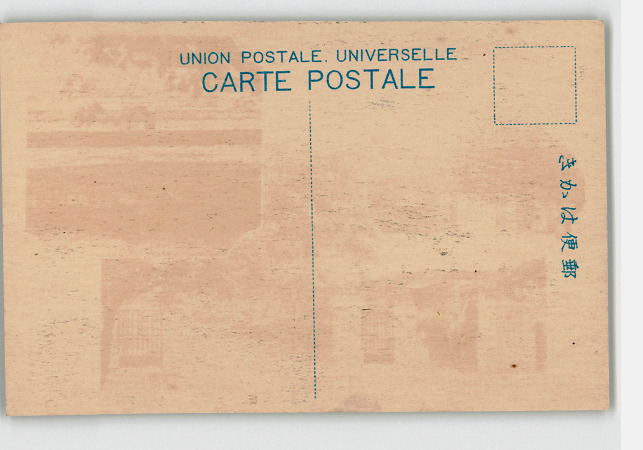 UNION POSTALE. UNIVERSELLE
CARTE POSTALE
きかは便郵